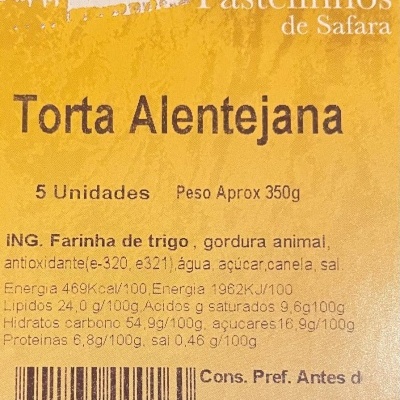 Pastelinhos
de Safara
Torta Alentejana
5 Unidades Peso Aprox 350g
ING. Farinha de trigo , gordura animal,
antioxidante(e-320, e321),água, açúcar,canela, sal.
Energia 469Kcal/100,Energia 1962KJ/100
Lipidos 24,0 g/100g,Acidos g saturados 9,6g100g
Hidratos carbono 54,9g/100g, açucares16,9g/100g
Proteinas 6,8g/100g, sal 0,46 g/100g
Cons. Pref. Antes d